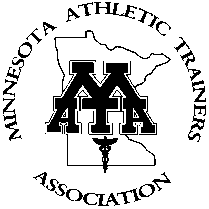 MINNESOTA ATHLETIC TRAINERS
MATA
ASSOCIATION